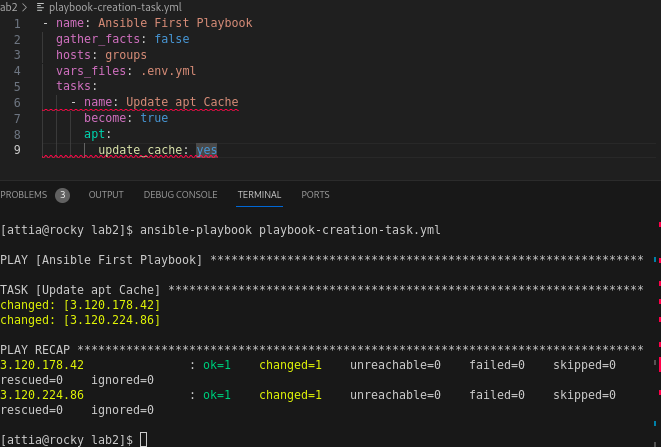 ab2 > playbook-creation-task.yml
1 - name: Ansible First Playbook
2 gather_facts: false
3 hosts: groups
4 vars_files: .env.yml
5 tasks:
6 - name: Update apt Cache
7 become: true
8 apt:
9 update_cache: yes
PROBLEMS 3 OUTPUT DEBUG CONSOLE TERMINAL PORTS
[attia@rocky lab2]$ ansible-playbook playbook-creation-task.yml
PLAY [Ansible First Playbook] **************************************************************
TASK [Update apt Cache] ********************************************************************
changed: [3.120.178.42]
changed: [3.120.224.86]
PLAY RECAP *********************************************************************************
3.120.178.42 : ok=1 changed=1 unreachable=0 failed=0 skipped=0
rescued=0 ignored=0
3.120.224.86 : ok=1 changed=1 unreachable=0 failed=0 skipped=0
rescued=0 ignored=0
[attia@rocky lab2]$